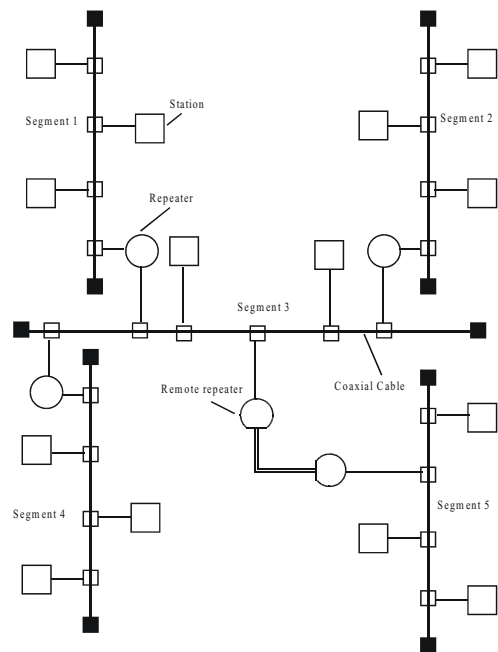 Station
Segment 1
Segment 2
Repeater
Segment 3
Remote repeater
Coaxial Cable
Segment 4
Segment 5